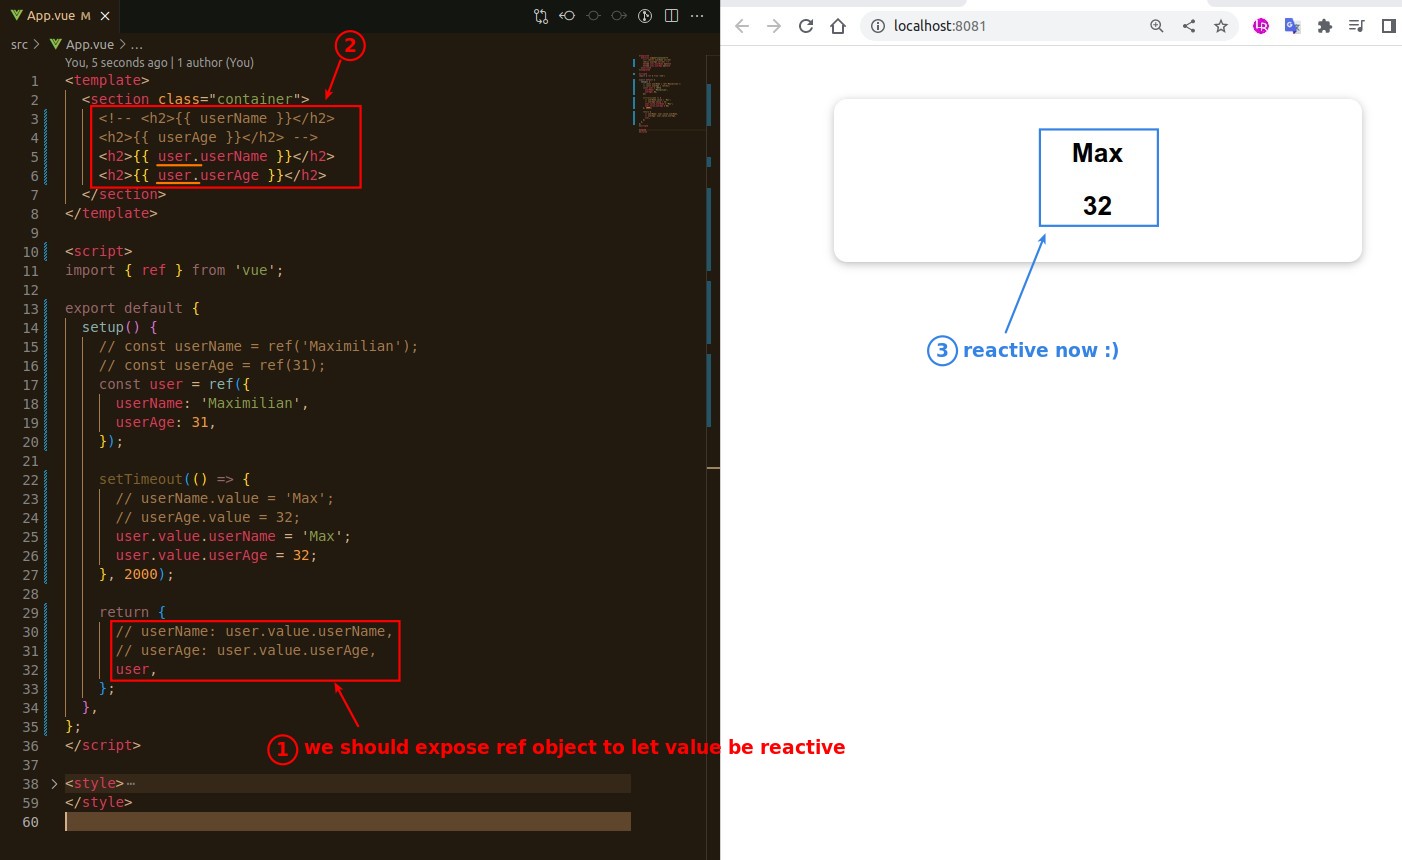 App.vue M
src > App.vue > ...
You, 5 seconds ago | 1 author (You)
1 <template>
2 <section class="container">
3 <!-- <h2>{{ userName }}</h2>
4 <h2>{{ userAge }}</h2> -->
5 <h2>{{ user.userName }}</h2>
6 <h2>{{ user.userAge }}</h2>
7 </section>
8 </template>
9
10 <script>
11 import { ref } from 'vue';
12
13 export default {
14 setup() {
15 // const userName = ref('Maximilian');
16 // const userAge = ref(31);
17 const user = ref({
18 userName: 'Maximilian',
19 userAge: 31,
20 });
21
22 setTimeout(() => {
23 // userName.value = 'Max';
24 // userAge.value = 32;
25 user.value.userName = 'Max';
26 user.value.userAge = 32;
27 }, 2000);
28
29 return {
30 // userName: user.value.userName,
31 // userAge: user.value.userAge,
32 user,
33 };
34 },
35 };
36 </script>
37
38 <style>…
59 </style>
60
2
1 we should expose ref object to let value be reactive
localhost:8081
Max
32
3 reactive now :)